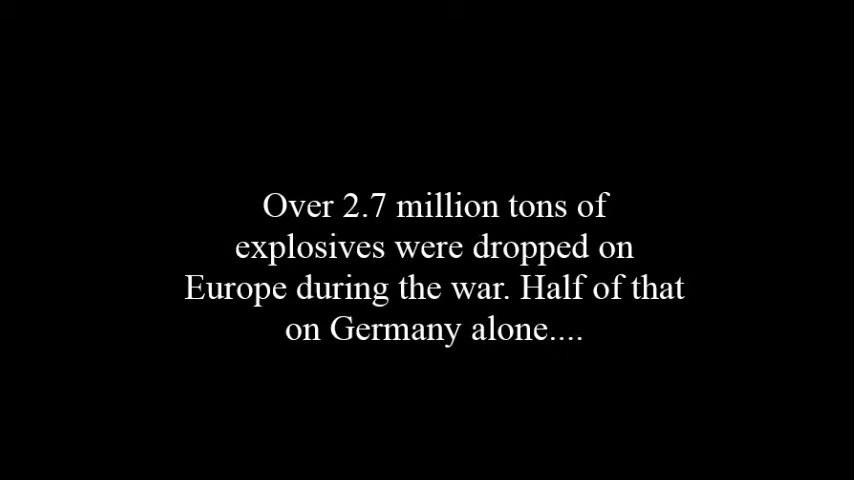 Over 2.7 million tons of
explosives were dropped on
Europe during the war. Half of that
on Germany alone....